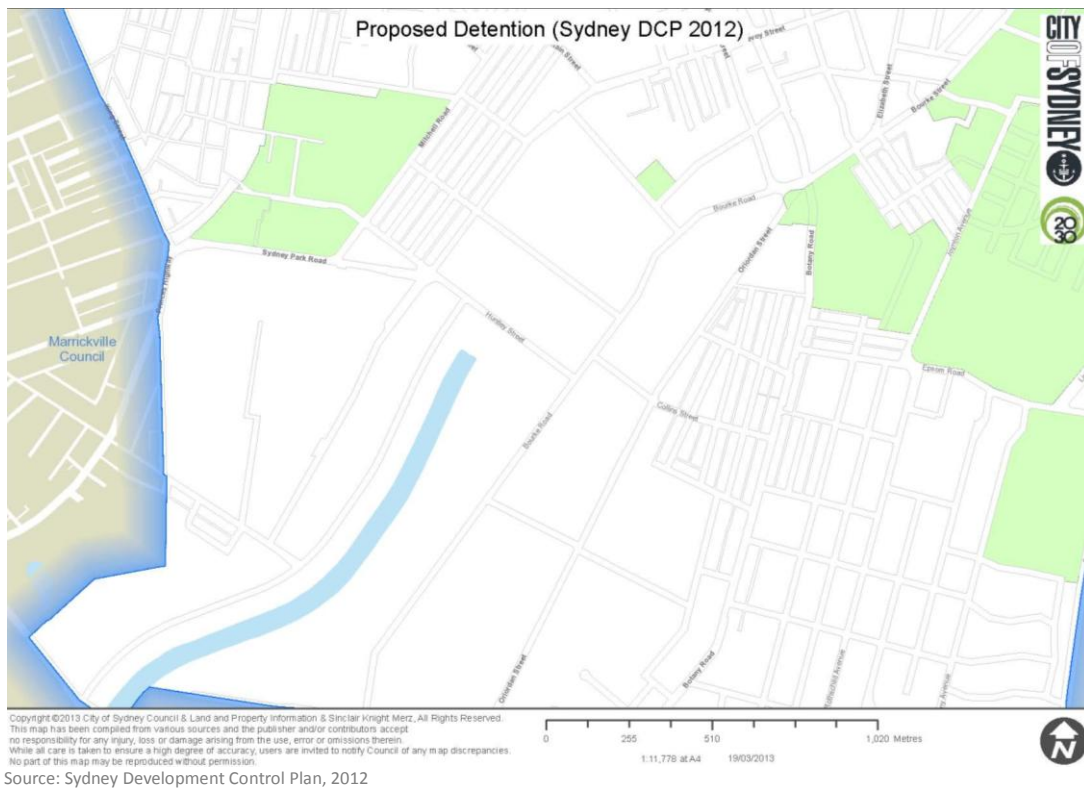 Proposed Detention (Sydney DCP 2012)
CITY OF SYDNEY
2030
Elizabeth Street
Bourke Street
Mitchell Road
Bourke Road
Sydney Park Road
Oriordan Street
Botany Road
Huntley Street
Marrickville
Council
Epsom Road
Collins Street
Bourke Road
Oriordan Street
Botany Road
Copyright ©2013 City of Sydney Council & Land and Property Information & Sinclair Knight Merz, All Rights Reserved.
This map has been compiled from various sources and the publisher and/or contributors accept
no responsibility for any injury, loss or damage arising from the use, error or omissions therein.
While all care is taken to ensure a high degree of accuracy, users are invited to notify Council of any map discrepancies.
No part of this map may be reproduced without permission.
0 255 510 1,020 Metres
1:11,778 at A4 19/03/2013
N
Source: Sydney Development Control Plan, 2012